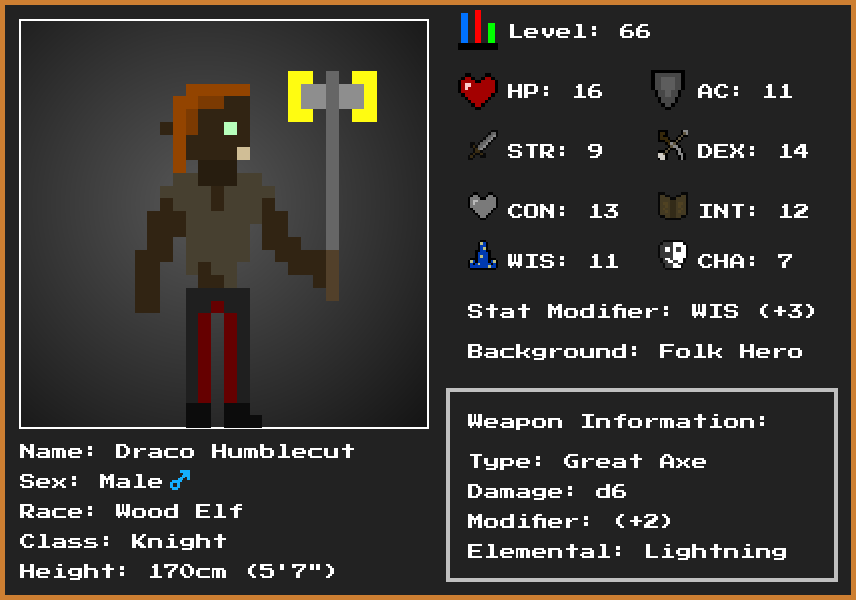 Level: 66
HP: 16 AC: 11
STR: 9 DEX: 14
CON: 13 INT: 12
WIS: 11 CHA: 7
Stat Modifier: WIS (+3)
Background: Folk Hero
Name: Draco Humblecut
Sex: Male ♂
Race: Wood Elf
Class: Knight
Height: 170cm (5'7")
Weapon Information:
Type: Great Axe
Damage: d6
Modifier: (+2)
Elemental: Lightning